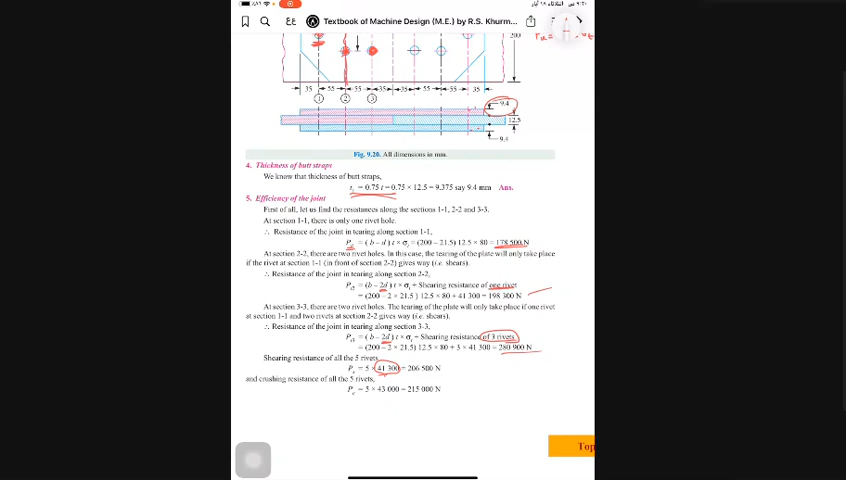 Textbook of Machine Design (M.E.) by R.S. Khurm...
200
35 55 55 35 35 55 55 35
1 2 3
9.4
12.5
9.4
Fig. 9.20. All dimensions in mm.
4. Thickness of butt straps
We know that thickness of butt straps,
t₁ = 0.75 t = 0.75 × 12.5 = 9.375 say 9.4 mm Ans.
5. Efficiency of the joint
First of all, let us find the resistances along the sections 1-1, 2-2 and 3-3.
At section 1-1, there is only one rivet hole.
∴ Resistance of the joint in tearing along section 1-1,
= ( b – d ) t × σt = (200 – 21.5) 12.5 × 80 = 178 500 N
At section 2-2, there are two rivet holes. In this case, the tearing of the plate will only take place
if the rivet at section 1-1 (in front of section 2-2) gives way (i.e. shears).
∴ Resistance of the joint in tearing along section 2-2,
Pt2 = (b – 2d ) t × σt + Shearing resistance of one rivet
= (200 – 2 × 21.5 ) 12.5 × 80 + 41 300 = 198 300 N
At section 3-3, there are two rivet holes. The tearing of the plate will only take place if one rivet
at section 1-1 and two rivets at section 2-2 gives way (i.e. shears).
∴ Resistance of the joint in tearing along section 3-3,
Pt3 = ( b – 2d ) t × σt + Shearing resistance of 3 rivets
= (200 – 2 × 21.5) 12.5 × 80 + 3 × 41 300 = 280 900 N
Shearing resistance of all the 5 rivets
Ps = 5 × 41 300 = 206 500 N
and crushing resistance of all the 5 rivets,
Pc = 5 × 43 000 = 215 000 N
Top